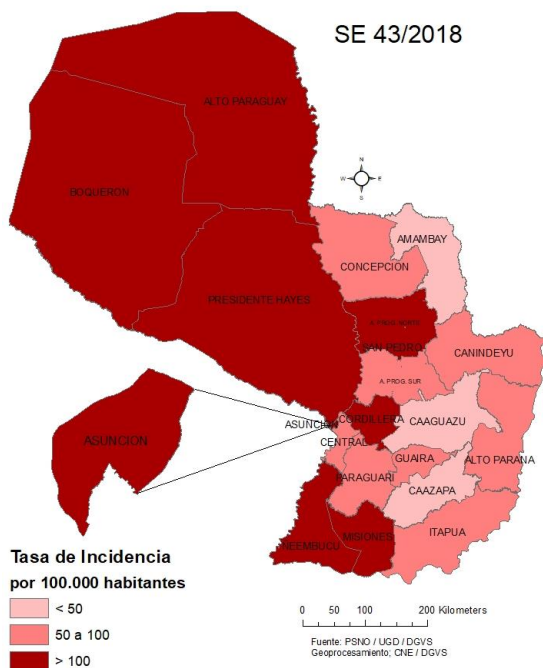 SE 43/2018
ALTO PARAGUAY
BOQUERON
N
W E
S
AMAMBAY
CONCEPCION
PRESIDENTE HAYES
A. PROG. NORTE
SAN PEDRO
CANINDEYU
A. PROG. SUR
CORDILLERA
CAAGUAZU
ASUNCION
ASUNCION
CENTRAL
GUAIRA
ALTO PARANA
PARAGUARI
CAAZAPA
MISIONES
ITAPUA
ÑEEMBUCU
Tasa de Incidencia
por 100.000 habitantes
< 50
50 a 100
> 100
0 50 100 200 Kilometers
Fuente: PSNO / UGD / DGVS
Geoprocesamiento; CNE / DGVS